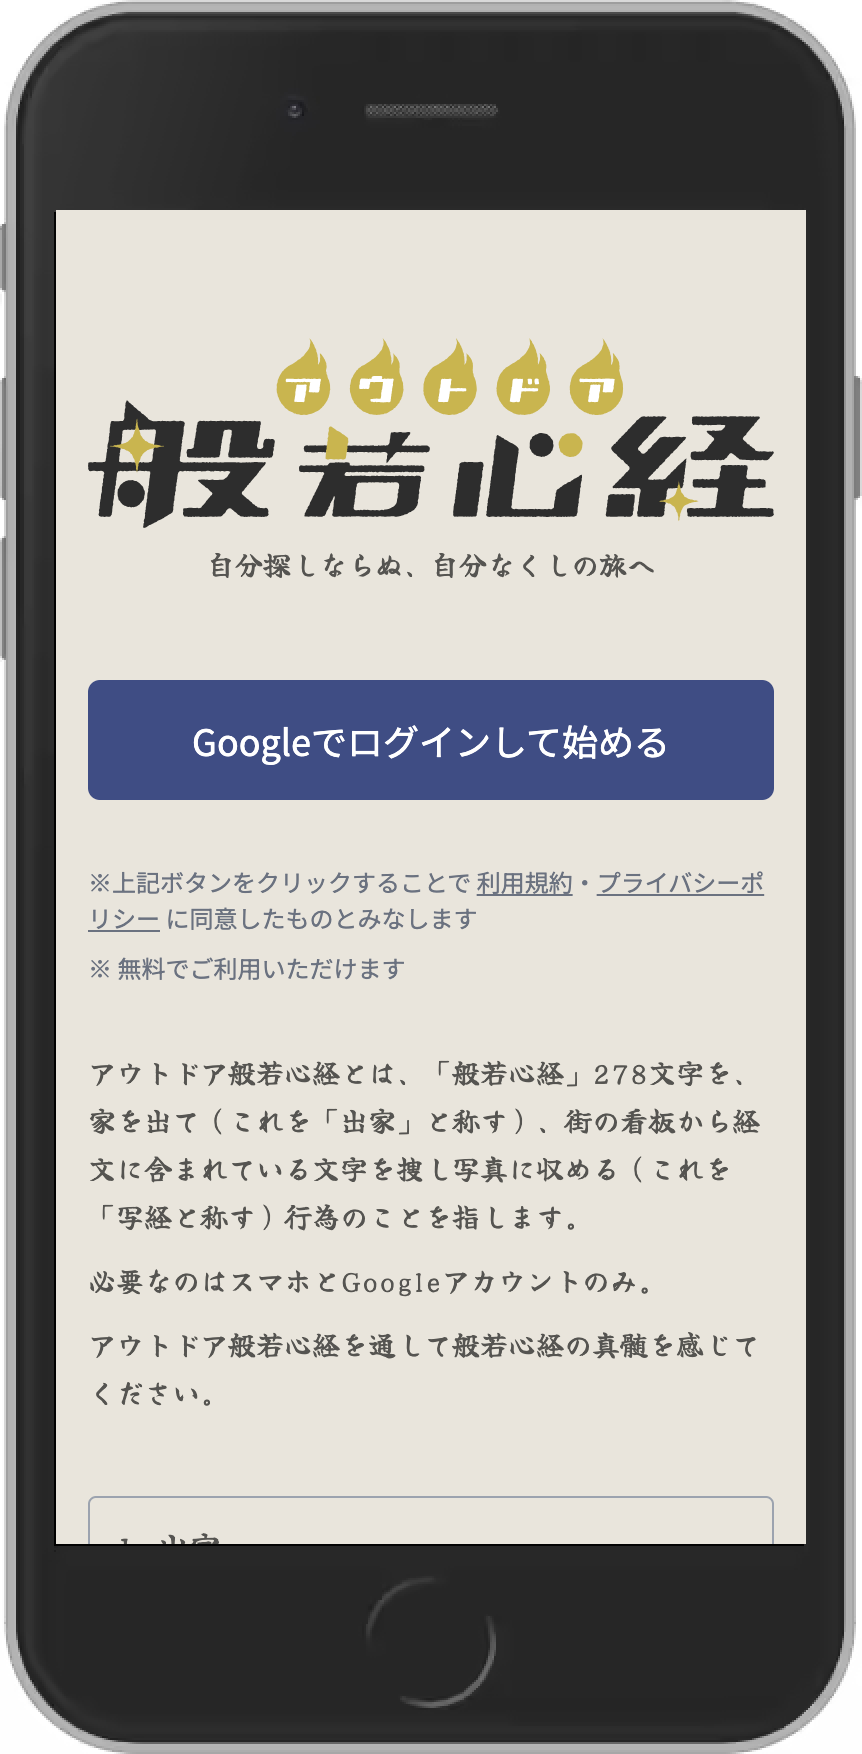 アウトドア
般若心経
自分探しならぬ、自分なくしの旅へ
Googleでログインして始める
※上記ボタンをクリックすることで 利用規約・プライバシーポ
リシー に同意したものとみなします
※ 無料でご利用いただけます
アウトドア般若心経とは、「般若心経」278文字を、
家を出て（これを「出家」と称す）、街の看板から経
文に含まれている文字を捜し写真に収める（これを
「写経と称す）行為のことを指します。
必要なのはスマホとGoogleアカウントのみ。
アウトドア般若心経を通して般若心経の真髄を感じて
ください。